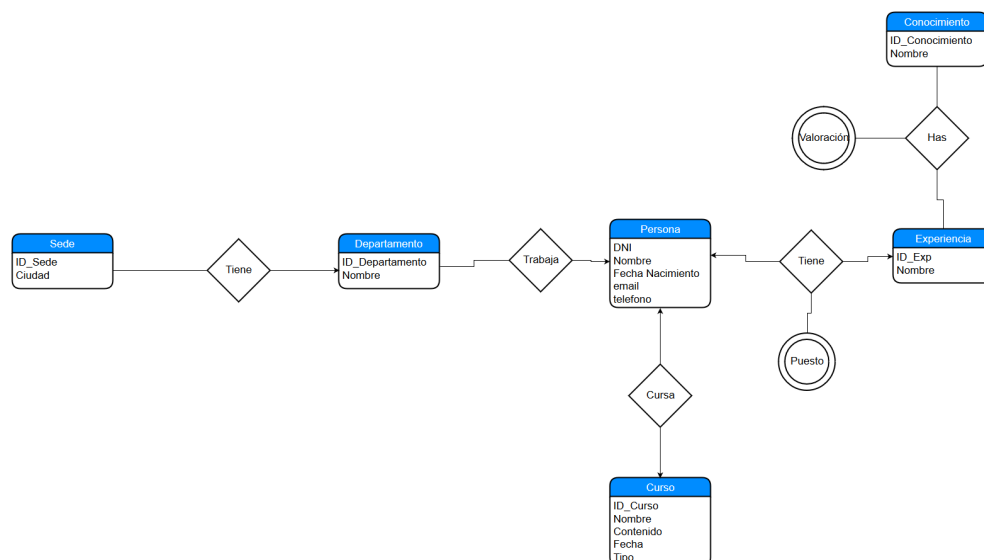 Conocimiento
ID_Conocimiento
Nombre
Valoración
Has
Sede
ID_Sede
Ciudad
Tiene
Departamento
ID_Departamento
Nombre
Trabaja
Persona
DNI
Nombre
Fecha Nacimiento
email
telefono
Tiene
Experiencia
ID_Exp
Nombre
Puesto
Cursa
Curso
ID_Curso
Nombre
Contenido
Fecha
Tipo